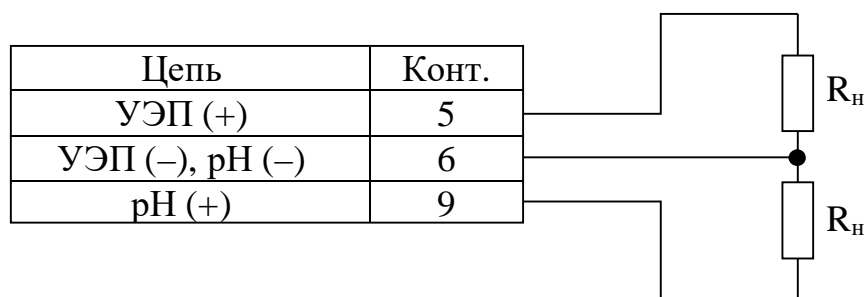 Цепь Конт.
УЭП (+) 5
УЭП (–), pH (–) 6
pH (+) 9
Rн
Rн